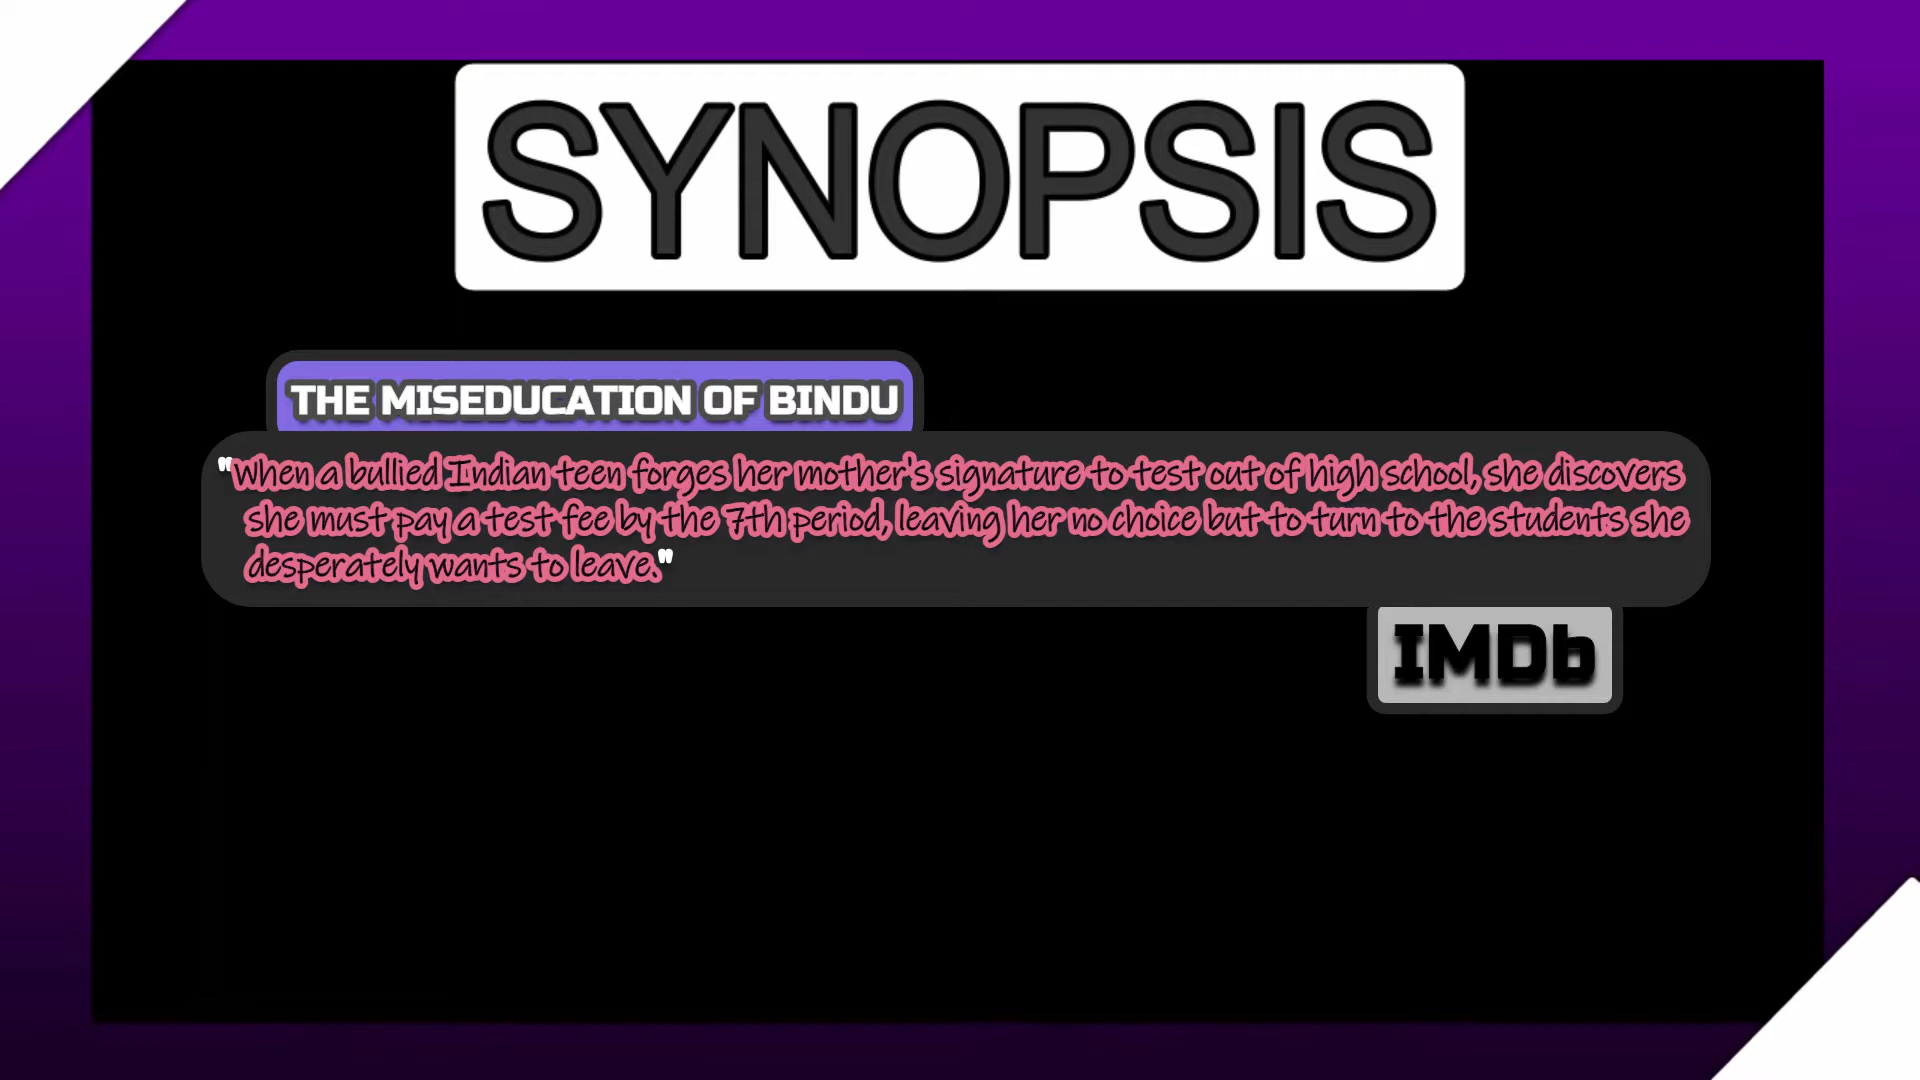 SYNOPSIS
THE MISEDUCATION OF BINDU
"When a bullied Indian teen forges her mother's signature to test out of high school, she discovers
she must pay a test fee by the 7th period, leaving her no choice but to turn to the students she
desperately wants to leave."
IMDb